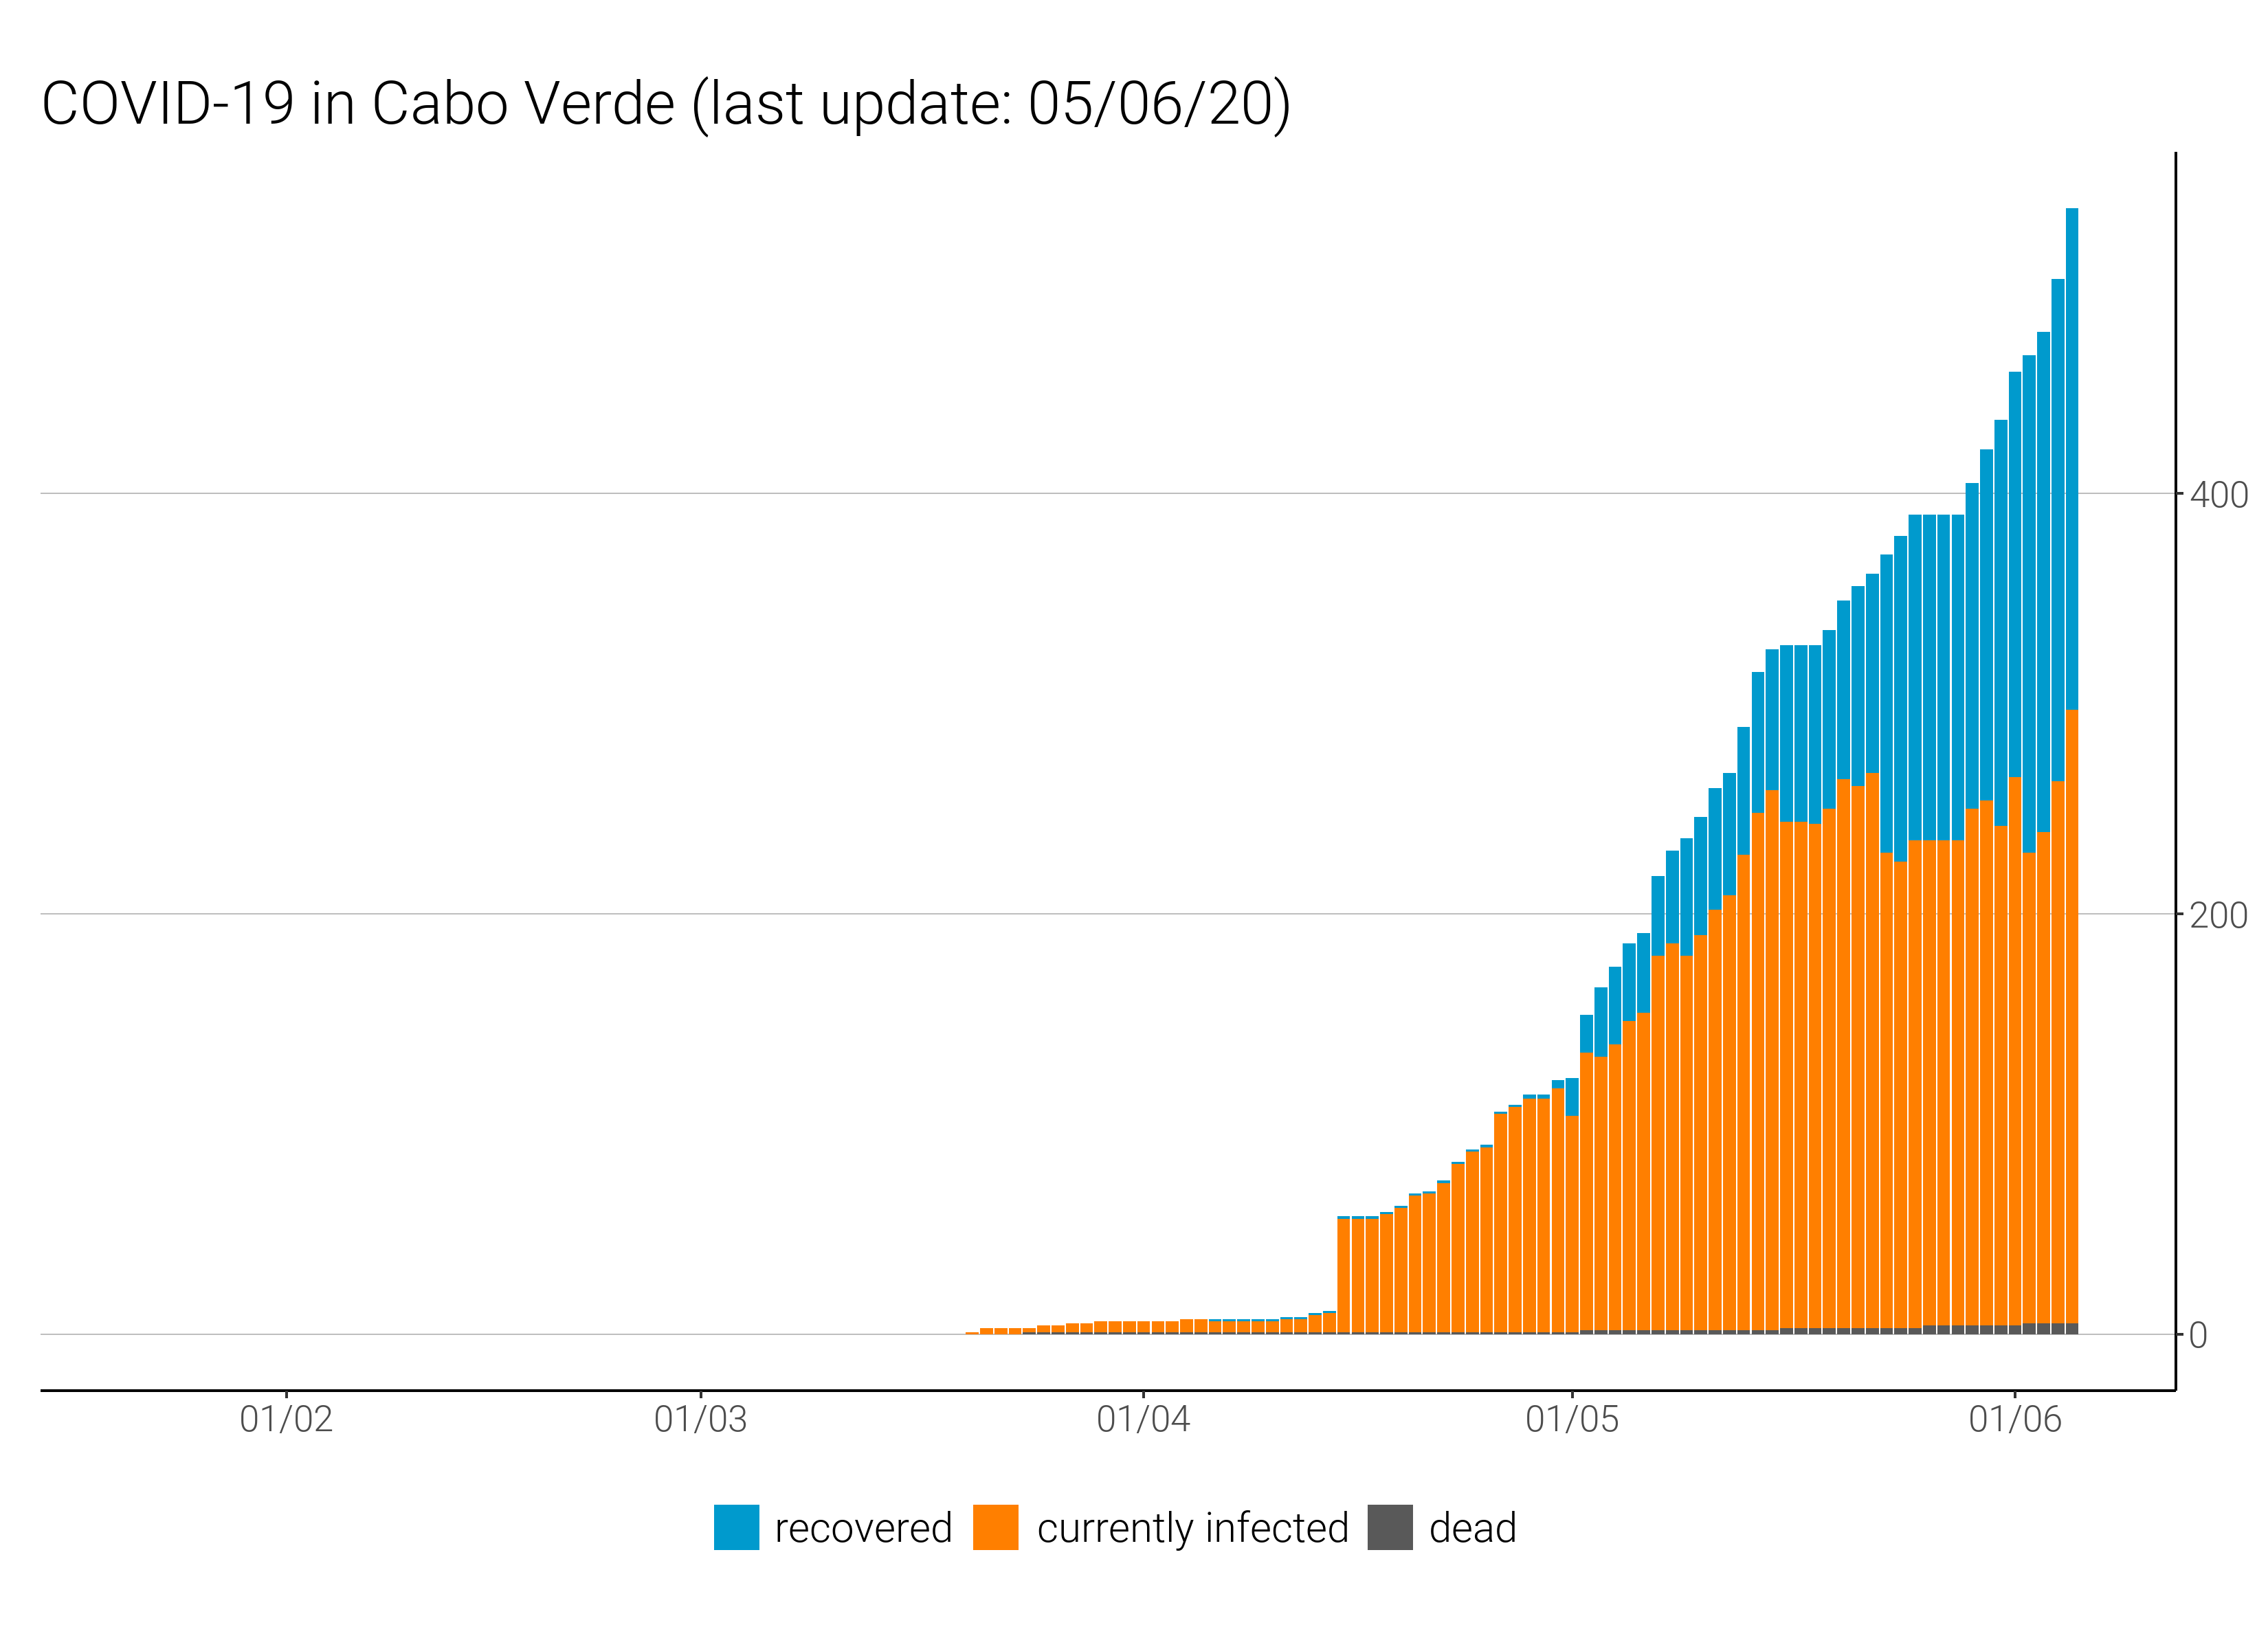 COVID-19 in Cabo Verde (last update: 05/06/20)
400
200
0
01/02 01/03 01/04 01/05 01/06
recovered currently infected dead